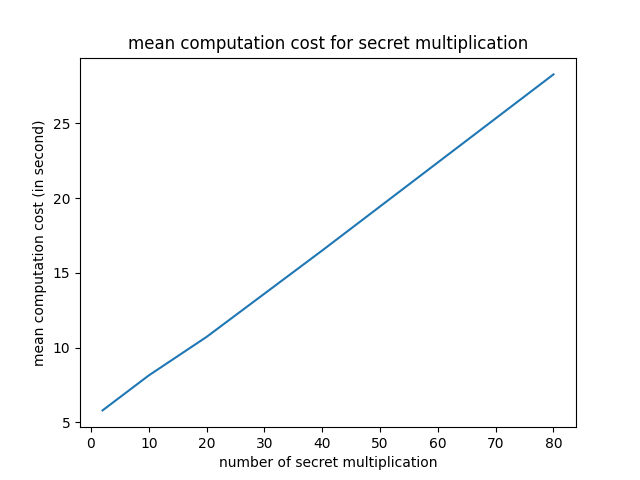 mean computation cost for secret multiplication
mean computation cost (in second)
25
20
15
10
5
0 10 20 30 40 50 60 70 80
number of secret multiplication